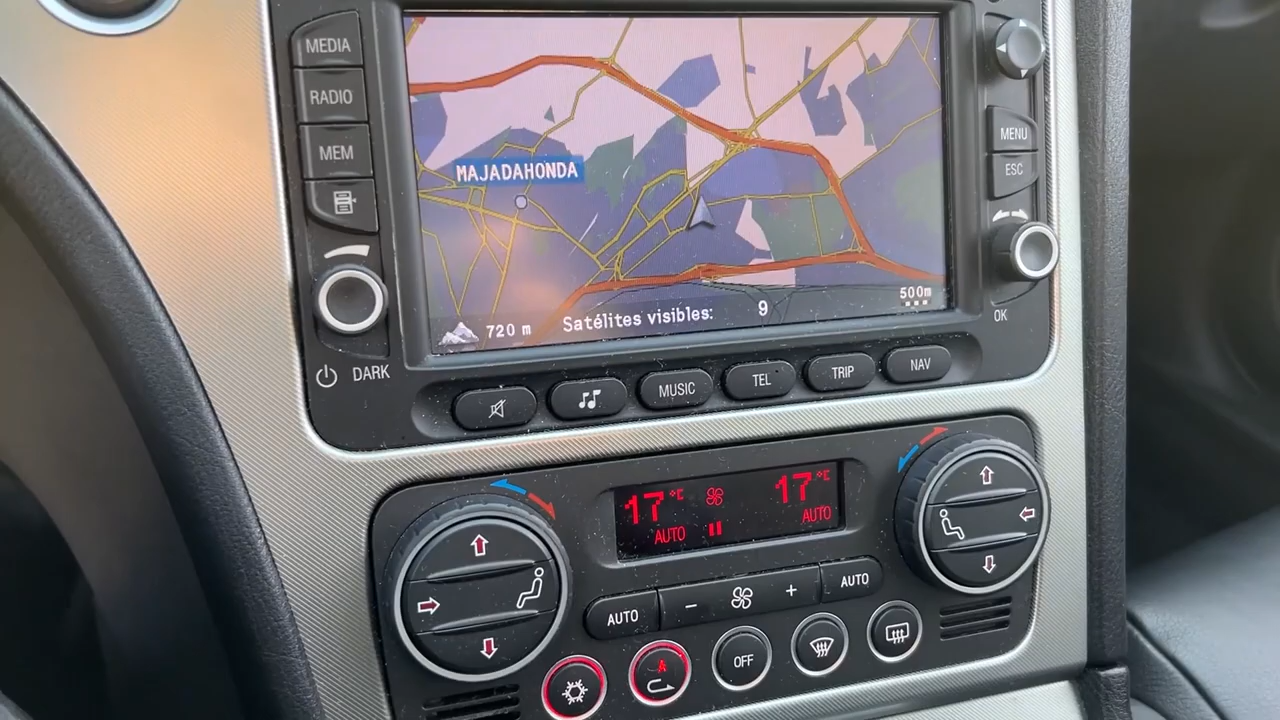 MEDIA
RADIO
MEM
MENU
ESC
MAJADAHONDA
500m
720 m
Satélites visibles: 9
OK
DARK
MUSIC
TEL
TRIP
NAV
17°C
17°C
AUTO
AUTO
AUTO
- +
AUTO
A
OFF